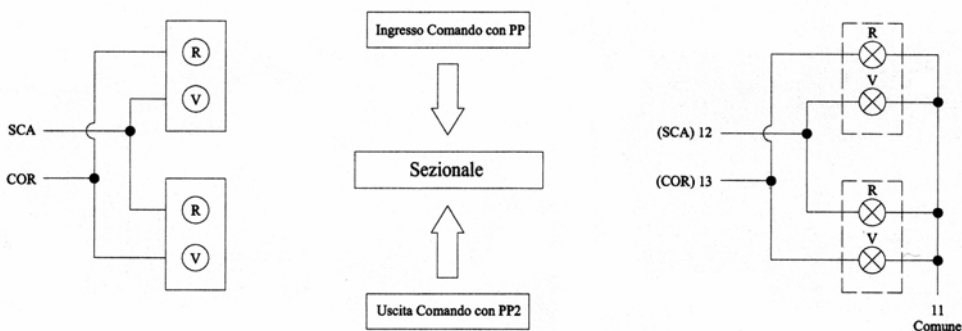 R
V
SCA
COR
R
V
Ingresso Comando con PP
Sezionale
Uscita Comando con PP2
R
V
(SCA) 12
(COR) 13
R
V
11
Comune